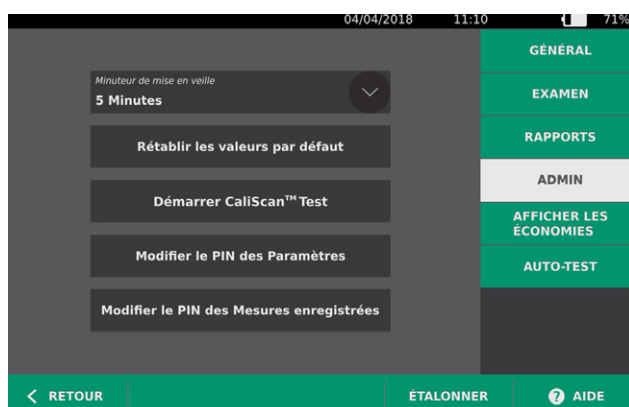 04/04/2018 11:10 71%
Minuteur de mise en veille
5 Minutes
Rétablir les valeurs par défaut
Démarrer CaliScan™ Test
Modifier le PIN des Paramètres
Modifier le PIN des Mesures enregistrées
GÉNÉRAL
EXAMEN
RAPPORTS
ADMIN
AFFICHER LES
ÉCONOMIES
AUTO-TEST
RETOUR
ÉTALONNER
? AIDE